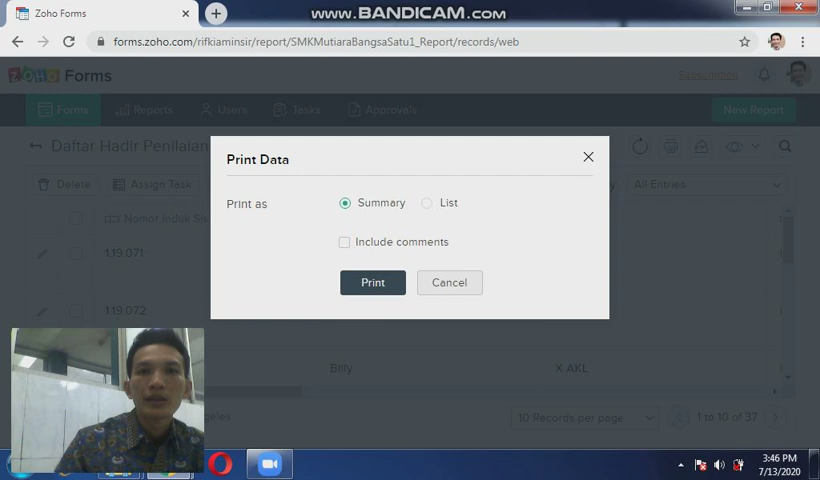 www.BANDICAM.com
Zoho Forms
forms.zoho.com/rifkiaminsir/report/SMKMutiaraBangsaSatu1_Report/records/web
ZOHO Forms
Subscription
Forms
Reports
Users
Tasks
Approvals
New Report
Daftar Hadir Penilaian
Print Data
Delete
Assign Task
All Entries
Print as
Summary
List
Nomor Induk Sis
Include comments
1.19.071
Print
Cancel
1.19.072
Billy
X AKL
10 Records per page
1 to 10 of 37
3:46 PM
7/13/2020